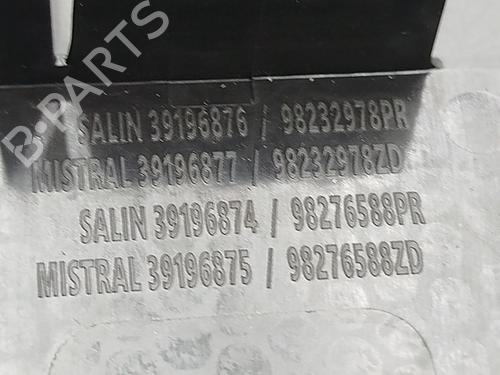 B-PARTS
SALIN 39196876 / 98232978PR
MISTRAL 39196877 / 98232978ZD
SALIN 39196874 / 98276588PR
MISTRAL 39196875 / 98276588ZD